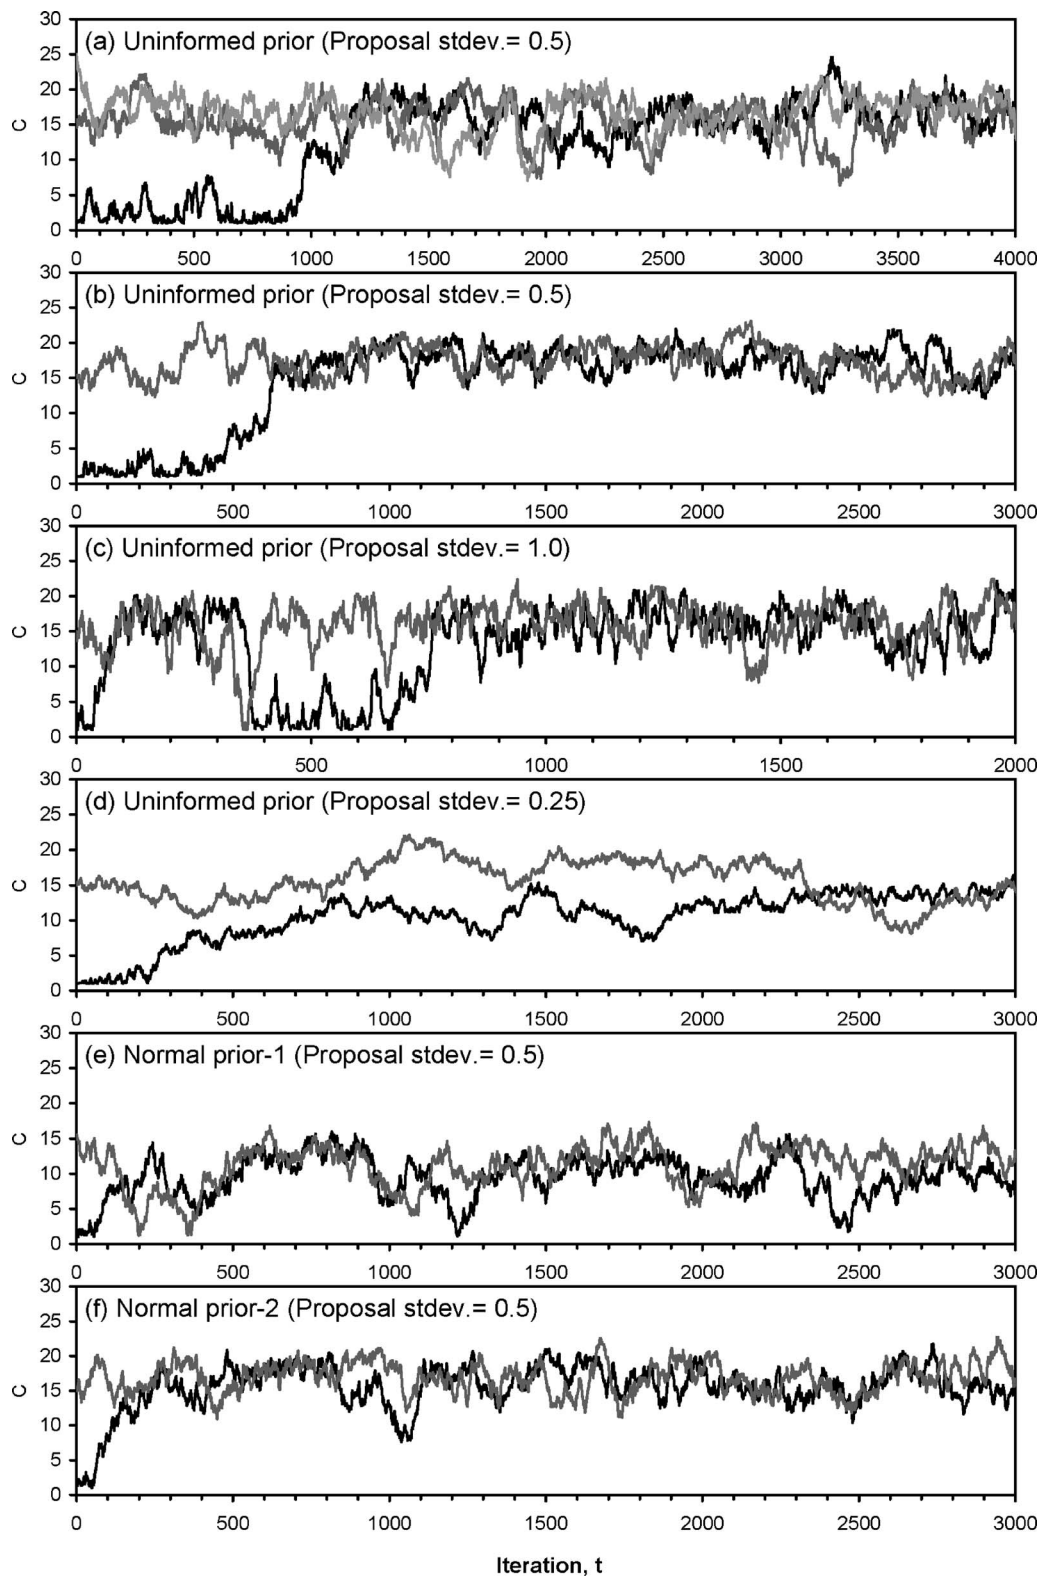 (a) Uninformed prior (Proposal stdev.= 0.5)
30
25
20
15
10
5
0
C
0 500 1000 1500 2000 2500 3000 3500 4000
(b) Uninformed prior (Proposal stdev.= 0.5)
30
25
20
15
10
5
0
C
0 500 1000 1500 2000 2500 3000
(c) Uninformed prior (Proposal stdev.= 1.0)
30
25
20
15
10
5
0
C
0 500 1000 1500 2000
(d) Uninformed prior (Proposal stdev.= 0.25)
30
25
20
15
10
5
0
C
0 500 1000 1500 2000 2500 3000
(e) Normal prior-1 (Proposal stdev.= 0.5)
30
25
20
15
10
5
0
C
0 500 1000 1500 2000 2500 3000
(f) Normal prior-2 (Proposal stdev.= 0.5)
30
25
20
15
10
5
0
C
0 500 1000 1500 2000 2500 3000
Iteration, t